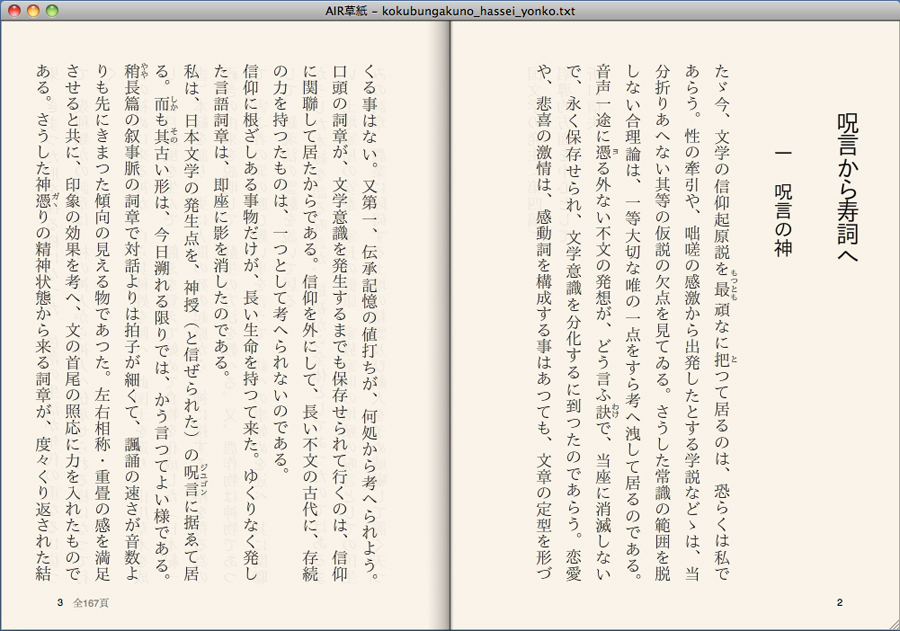 AIR草紙 – kokubungakuno_hassei_yonko.txt
呪言から寿詞へ
一　呪言の神
たゞ今、文学の信仰起原説を最も頑なに把つて居るのは、恐らくは私で
あらう。性の牽引や、咄嗟の感激から出発したとする学説などゝは、当
分折りあへない其等の仮説の欠点を見てゐる。さうした常識の範囲を脱
しない合理論は、一等大切な唯の一点をすら考へ洩して居るのである。
音声一途に憑る外ない不文の発想が、どう言ふ訣で、当座に消滅しない
で、永く保存せられ、文学意識を分化するに到つたのであらう。恋愛
や、悲喜の激情は、感動詞を構成する事はあつても、文章の定型を形づ
2
くる事はない。又第一、伝承記憶の値打ちが、何処から考へられよう。
口頭の詞章が、文学意識を発生するまでも保存せられて行くのは、信仰
に関聯して居たからである。信仰を外にして、長い不文の古代に、存続
の力を持つたものは、一つとして考へられないのである。
信仰に根ざしある事物だけが、長い生命を持つて来た。ゆくりなく発し
た言語詞章は、即座に影を消したのである。
私は、日本文学の発生点を、神授（と信ぜられた）の呪言に据ゑて居
る。而も其古い形は、今日溯れる限りでは、かう言つてよい様である。
稍長篇の叙事脈の詞章で対話よりは拍子が細くて、諷誦の速さが音数よ
りも先にきまつた傾向の見える物であつた。左右相称・重畳の感を満足
させると共に、印象の効果を考へ、文の首尾の照応に力を入れたもので
ある。さうした神憑りの精神状態から来る詞章が、度々くり返された結
3 全167頁